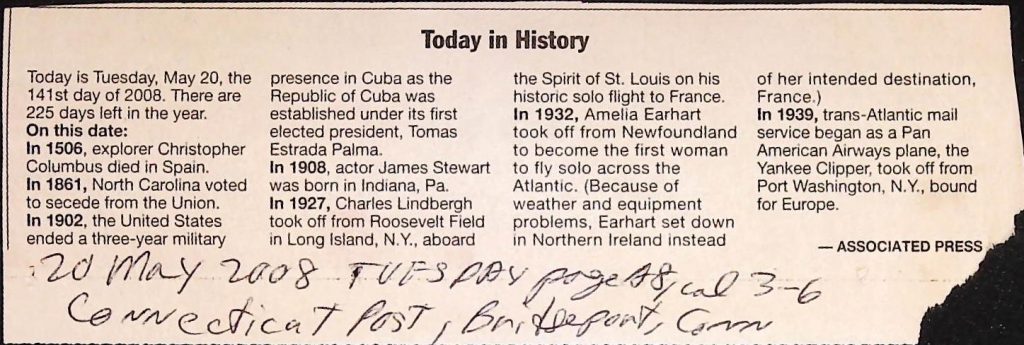 Today in History
Today is Tuesday, May 20, the
141st day of 2008. There are
225 days left in the year.
On this date:
In 1506, explorer Christopher
Columbus died in Spain.
In 1861, North Carolina voted
to secede from the Union.
In 1902, the United States
ended a three-year military
presence in Cuba as the
Republic of Cuba was
established under its first
elected president, Tomas
Estrada Palma.
In 1908, actor James Stewart
was born in Indiana, Pa.
In 1927, Charles Lindbergh
took off from Roosevelt Field
in Long Island, N.Y., aboard
the Spirit of St. Louis on his
historic solo flight to France.
In 1932, Amelia Earhart
took off from Newfoundland
to become the first woman
to fly solo across the
Atlantic. (Because of
weather and equipment
problems, Earhart set down
in Northern Ireland instead
of her intended destination,
France.)
In 1939, trans-Atlantic mail
service began as a Pan
American Airways plane, the
Yankee Clipper, took off from
Port Washington, N.Y., bound
for Europe.
— ASSOCIATED PRESS
20 May 2008 TUESDAY page A8, col 3-6
Connecticut Post, Bridgeport, Conn